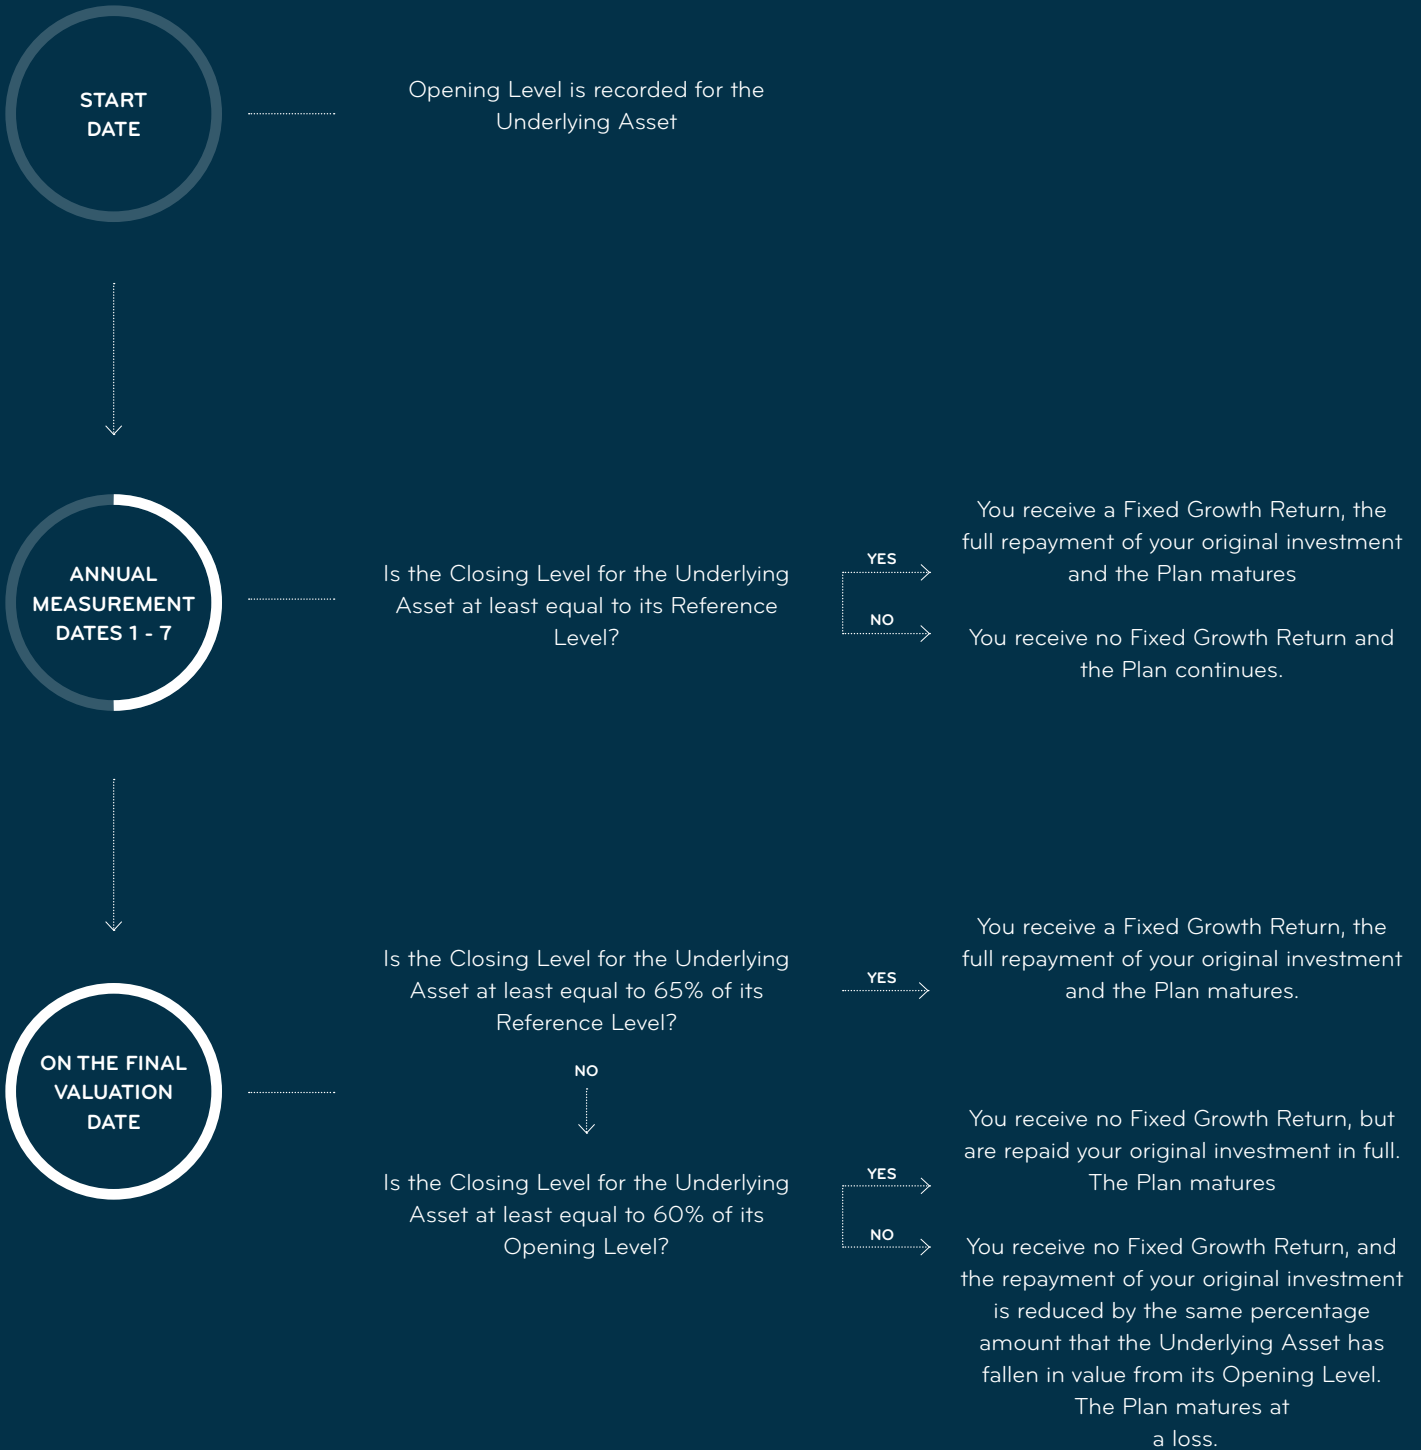 START
DATE
Opening Level is recorded for the
Underlying Asset
ANNUAL
MEASUREMENT
DATES 1 - 7
Is the Closing Level for the Underlying
Asset at least equal to its Reference
Level?
YES
You receive a Fixed Growth Return, the
full repayment of your original investment
and the Plan matures
NO
You receive no Fixed Growth Return and
the Plan continues.
ON THE FINAL
VALUATION
DATE
Is the Closing Level for the Underlying
Asset at least equal to 65% of its
Reference Level?
YES
You receive a Fixed Growth Return, the
full repayment of your original investment
and the Plan matures.
NO
Is the Closing Level for the Underlying
Asset at least equal to 60% of its
Opening Level?
YES
You receive no Fixed Growth Return, but
are repaid your original investment in full.
The Plan matures
NO
You receive no Fixed Growth Return, and
the repayment of your original investment
is reduced by the same percentage
amount that the Underlying Asset has
fallen in value from its Opening Level.
The Plan matures at
a loss.